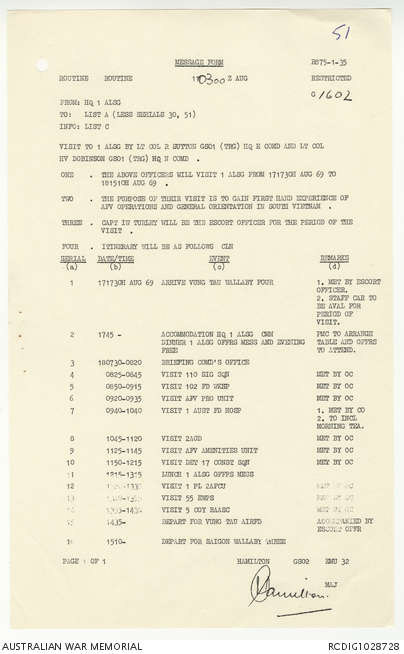 51
MESSAGE FORM R875-1-35
ROUTINE ROUTINE 170300 Z AUG RESTRICTED
G 1602
FROM: HQ 1 ALSG
TO: LIST A (LESS SERIALS 30, 51)
INFO: LIST C
VISIT TO 1 ALSG BY LT COL R SUTTON GSO1 (TRG) HQ E COMD AND LT COL
HV DOBINSON GSO1 (TRG) HQ N COMD .
ONE . THE ABOVE OFFICERS WILL VISIT 1 ALSG FROM 171730H AUG 69 TO
181510H AUG 69 .
TWO . THE PURPOSE OF THEIR VISIT IS TO GAIN FIRST HAND EXPERIENCE OF
AFV OPERATIONS AND GENERAL ORIENTATION IN SOUTH VIETNAM .
THREE . CAPT IN TURLEY WILL BE THE ESCORT OFFICER FOR THE PERIOD OF THE
VISIT .
FOUR . ITINERARY WILL BE AS FOLLOWS CLN
SERIAL DATE/TIME EVENT REMARKS
(a) (b) (c) (d)
1 171730H AUG 69 ARRIVE VUNG TAU WALLABY FOUR 1. MET BY ESCORT
OFFICER.
2. STAFF CAR TO
BE AVAL FOR
PERIOD OF
VISIT.
2 1745 - ACCOMMODATION HQ 1 ALSG CMM PMC TO ARRANGE
DINNER 1 ALSG OFFRS MESS AND EVENING TABLE AND OFFRS
FREE TO ATTEND.
3 180730-0820 BRIEFING COMD'S OFFICE
4 0825-0845 VISIT 110 SIG SQN MET BY OC
5 0850-0915 VISIT 102 FD WKSP MET BY OC
6 0920-0935 VISIT AFV PRO UNIT MET BY OC
7 0940-1040 VISIT 1 AUST FD HOSP 1. MET BY CO
2. TO INCL
MORNING TEA.
8 1045-1120 VISIT 2AOD MET BY OC
9 1125-1145 VISIT AFV AMENITIES UNIT MET BY OC
10 1150-1215 VISIT DET 17 CONST SQN MET BY OC
11 1215-1315 LUNCH 1 ALSG OFFRS MESS
12 VISIT 1 PL 2AFCU MET BY OC
13 VISIT 55 EWPS MET BY OC
14 VISIT 5 COY RAASC MET BY OC
15 1435- DEPART FOR VUNG TAU AIRFD ACCOMPANIED BY
ESCORT OFFR
16 1510- DEPART FOR SAIGON WALLABY THREE
PAGE 1 OF 1 HAMILTON GSO2 EMU 32
MAJ
Hamilton
AUSTRALIAN WAR MEMORIAL RCDIG1028728